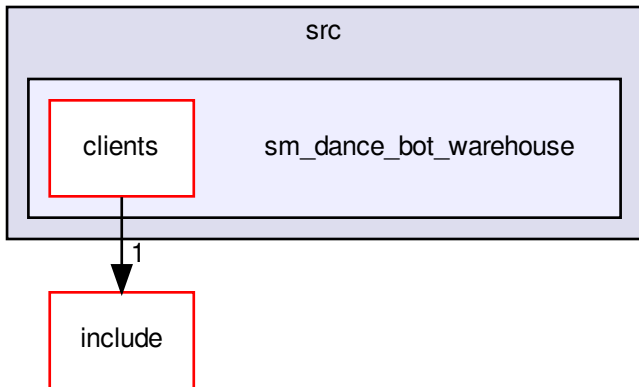 src
clients
sm_dance_bot_warehouse
1
include